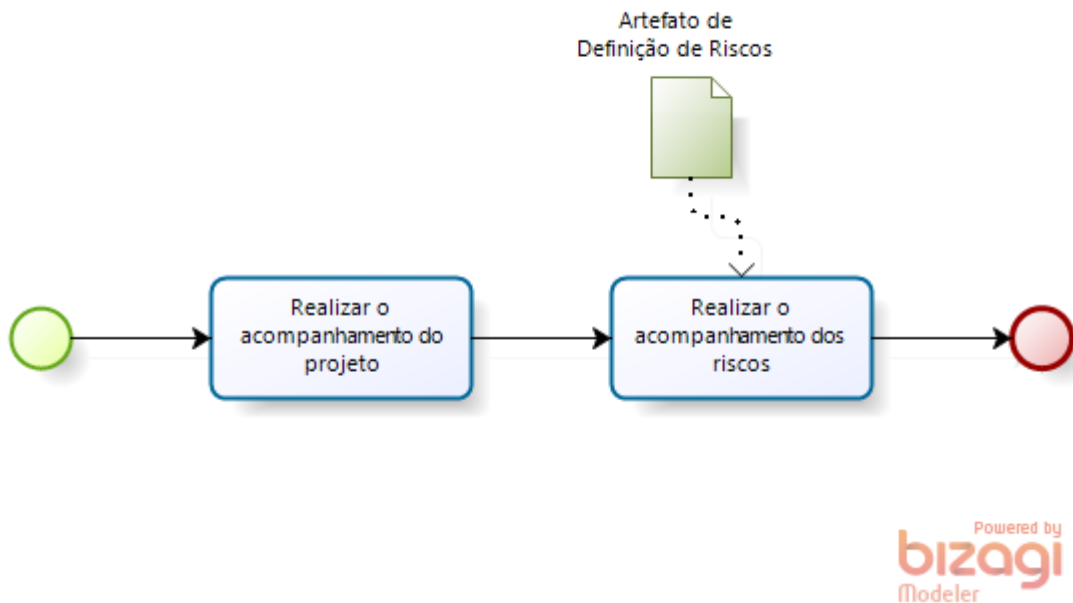 Artefato de
Definição de Riscos
Realizar o
acompanhamento do
projeto
Realizar o
acompanhamento dos
riscos
Powered by
bizagi
Modeler